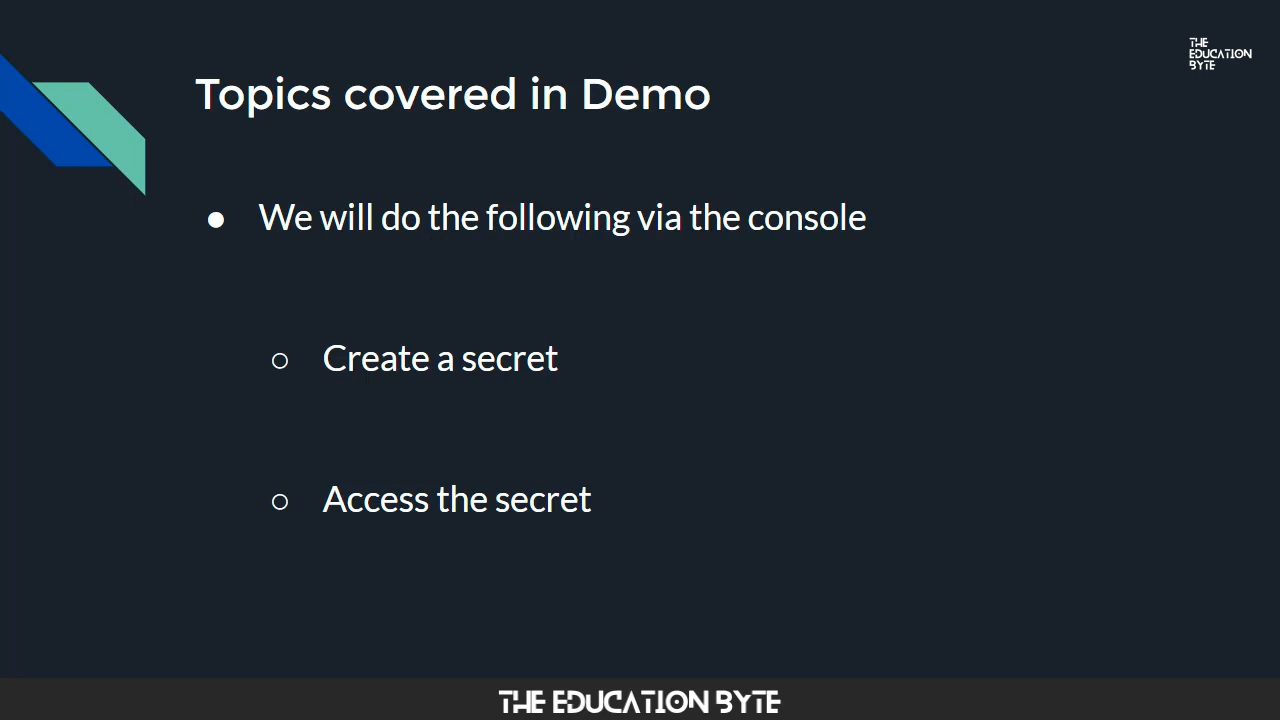 THE
EDUCATION
BYTE
Topics covered in Demo
● We will do the following via the console
○ Create a secret
○ Access the secret
THE EDUCATION BYTE